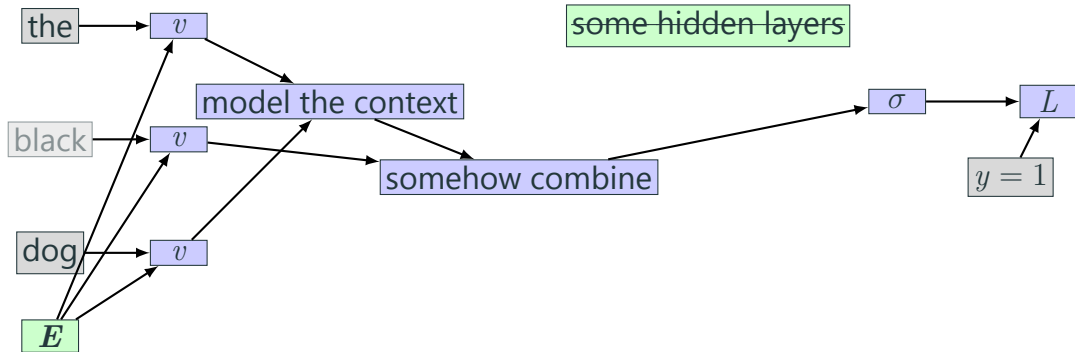 the
v
some hidden layers
model the context
σ
L
black
v
somehow combine
y = 1
dog
v
E